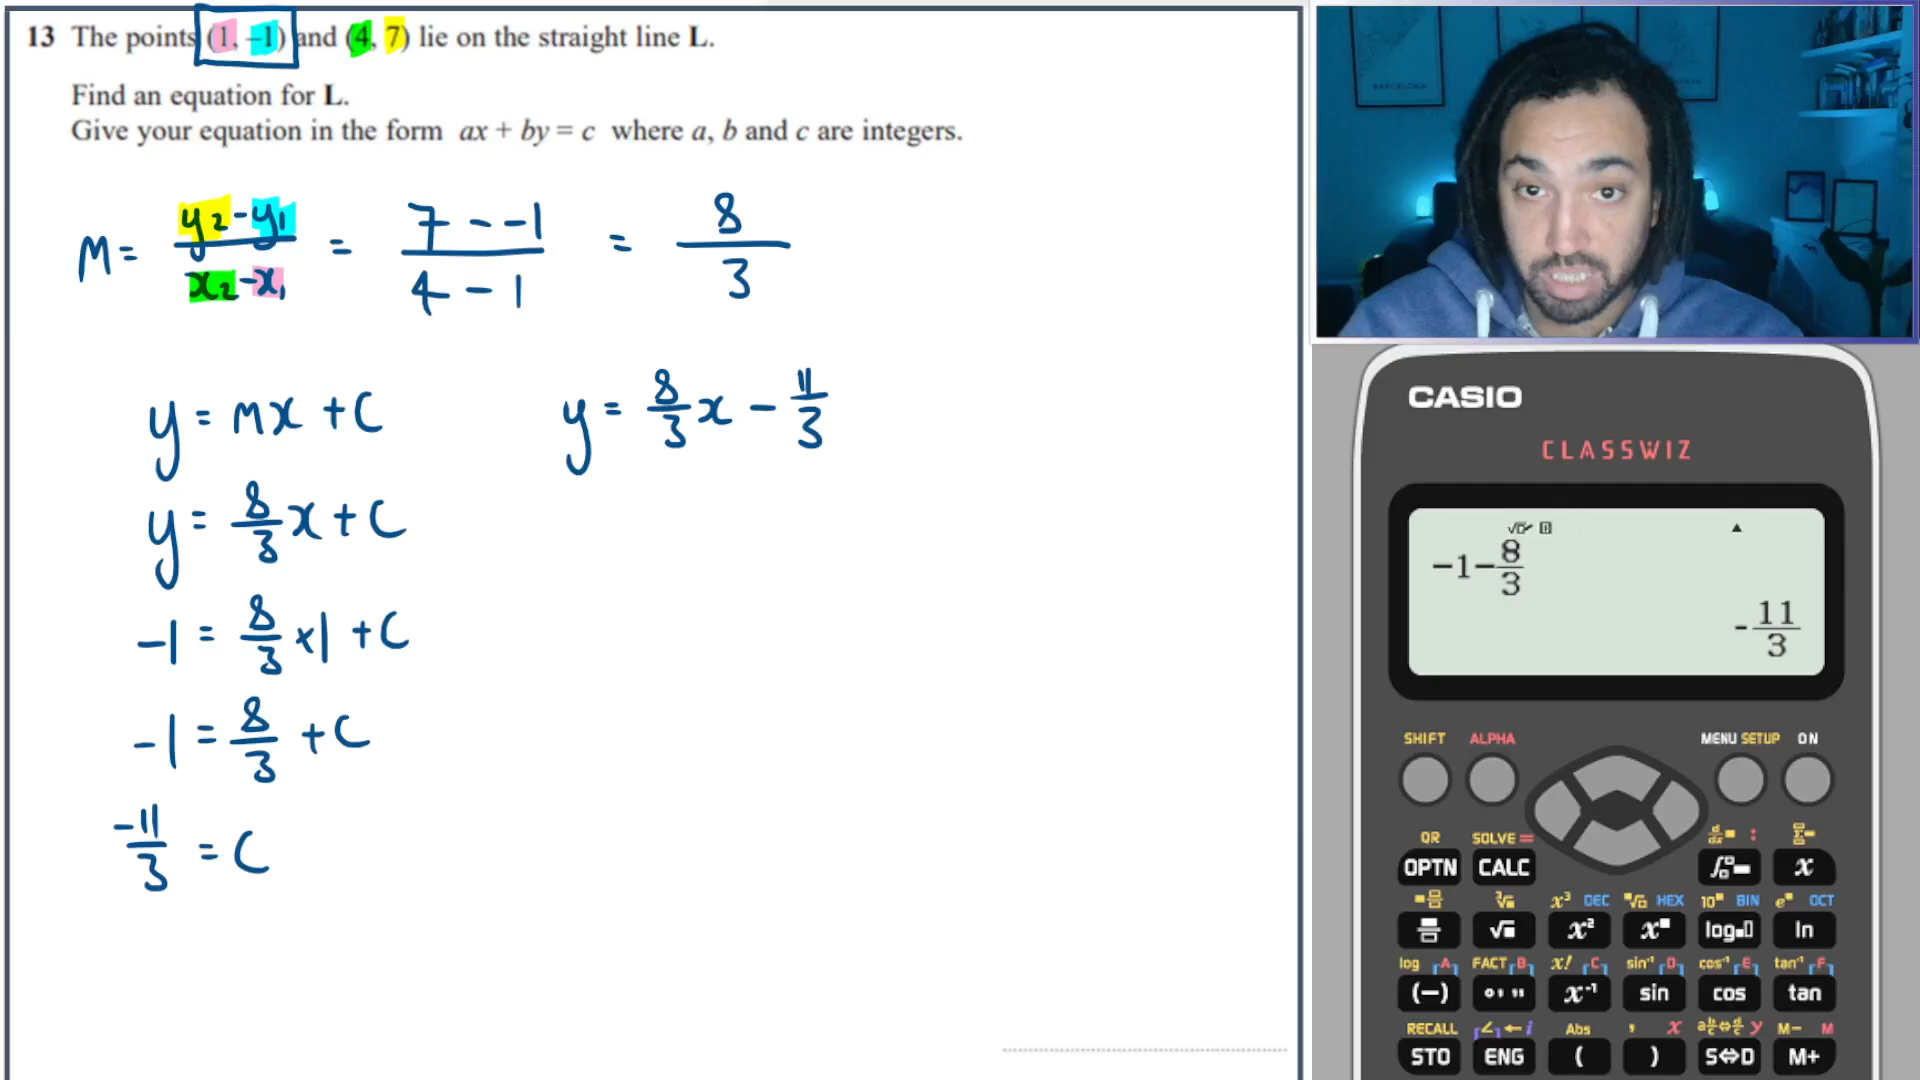 13 The points (1, −1) and (4, 7) lie on the straight line L.
Find an equation for L.
Give your equation in the form ax + by = c where a, b and c are integers.
M = y2 - y1 / x2 - x1 = 7 - -1 / 4 - 1 = 8/3
y = mx + c
y = 8/3 x + c
-1 = 8/3 ×1 + c
-1 = 8/3 + c
-11/3 = c
y = 8/3 x - 11/3
BARCELONA
CASIO
CLASSWIZ
−1−8/3
-11/3
SHIFT ALPHA MENU SETUP ON
QR SOLVE = :
OPTN CALC x
x³ DEC HEX 10■ BIN e■ OCT
√■ x² x■ log■□ ln
log A FACT B x! C sin⁻¹ D cos⁻¹ E tan⁻¹ F
(−) x⁻¹ sin cos tan
RECALL ∠ i Abs , x y M− M
STO ENG ( ) S⇔D M+